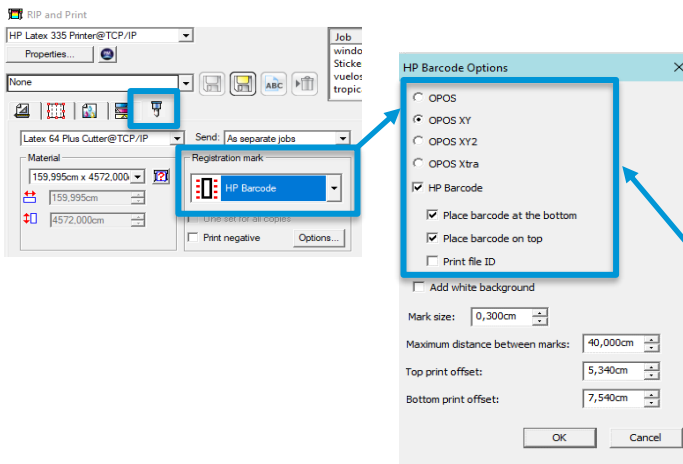 RIP and Print
HP Latex 335 Printer@TCP/IP
Properties...
None
ABC
Job
windo
Sticke
vuelos
tropic
Latex 64 Plus Cutter@TCP/IP
Send: As separate jobs
Material
159,995cm x 4572,000
159,995cm
4572,000cm
Registration mark
HP Barcode
One set for all copies
Print negative
Options...
HP Barcode Options
OPOS
OPOS XY
OPOS XY2
OPOS Xtra
HP Barcode
Place barcode at the bottom
Place barcode on top
Print file ID
Add white background
Mark size: 0,300cm
Maximum distance between marks: 40,000cm
Top print offset: 5,340cm
Bottom print offset: 7,540cm
OK
Cancel